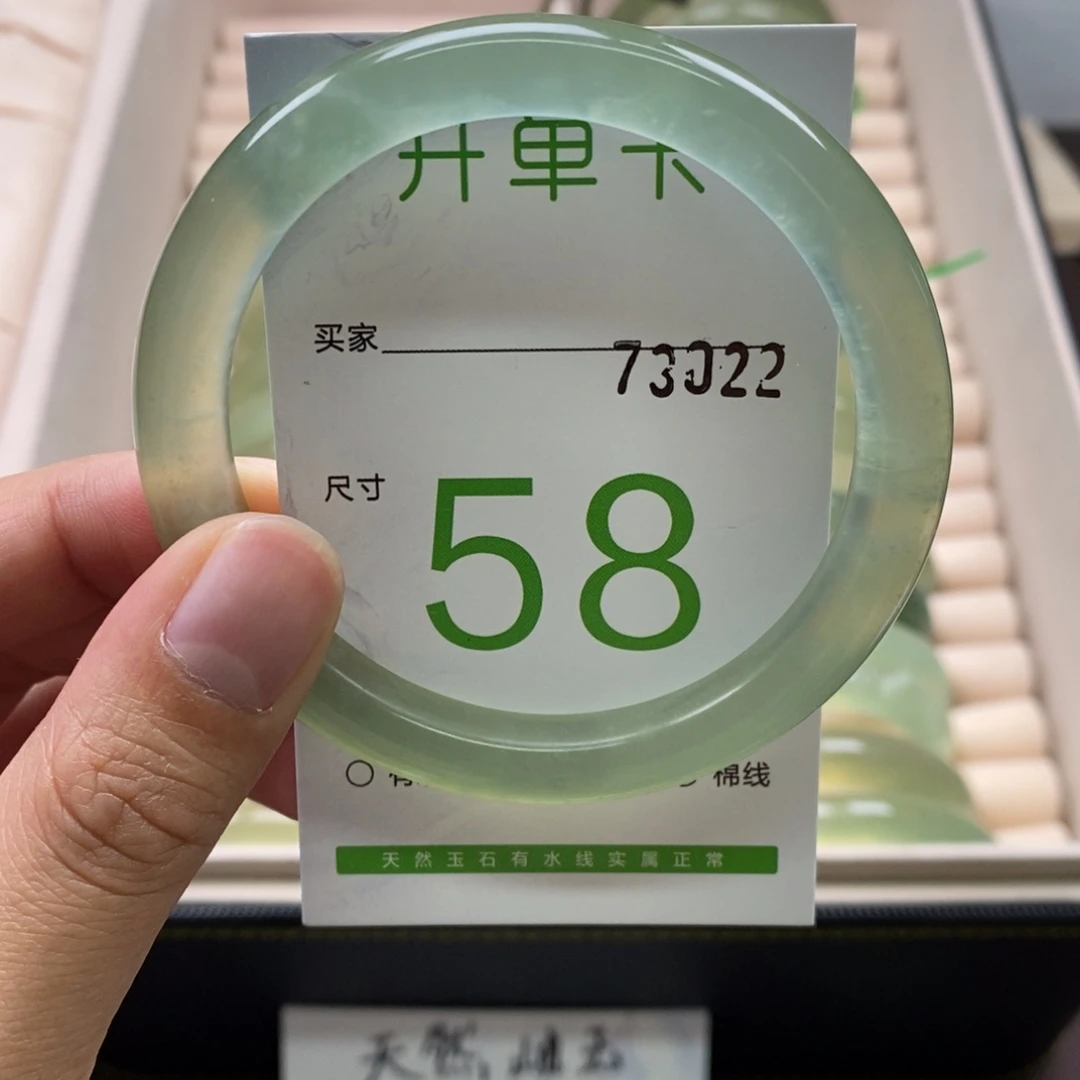 开单卡
买家
73022
尺寸 58
棉线
天然玉石有水线实属正常
天然